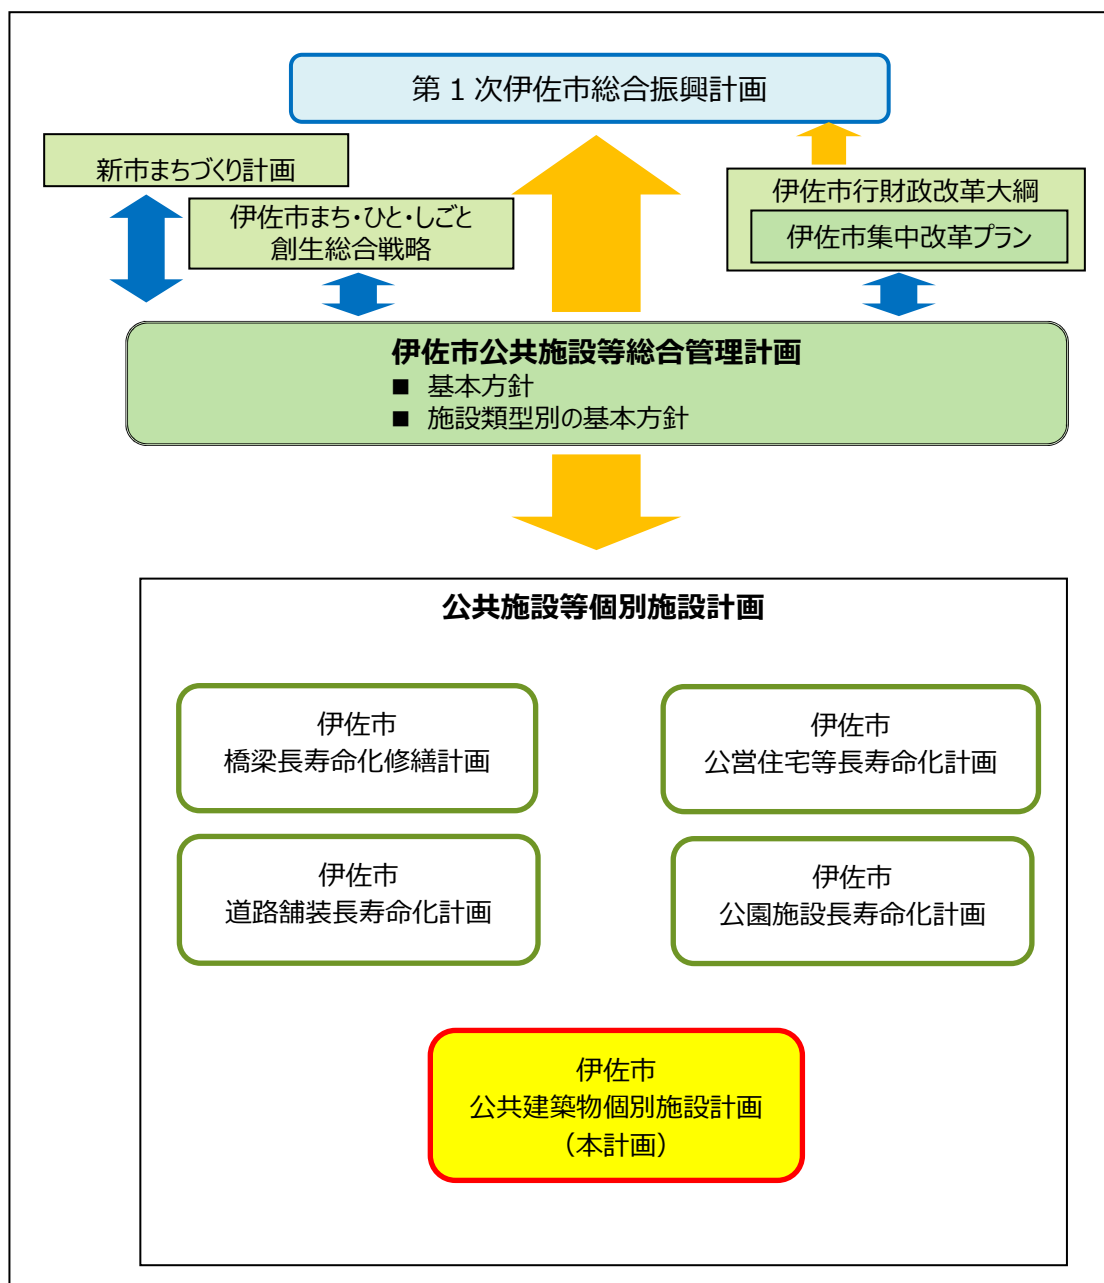 第１次伊佐市総合振興計画
新市まちづくり計画
伊佐市まち・ひと・しごと
創生総合戦略
伊佐市行財政改革大綱
伊佐市集中改革プラン
伊佐市公共施設等総合管理計画
■ 基本方針
■ 施設類型別の基本方針
公共施設等個別施設計画
伊佐市
橋梁長寿命化修繕計画
伊佐市
公営住宅等長寿命化計画
伊佐市
道路舗装長寿命化計画
伊佐市
公園施設長寿命化計画
伊佐市
公共建築物個別施設計画
（本計画）